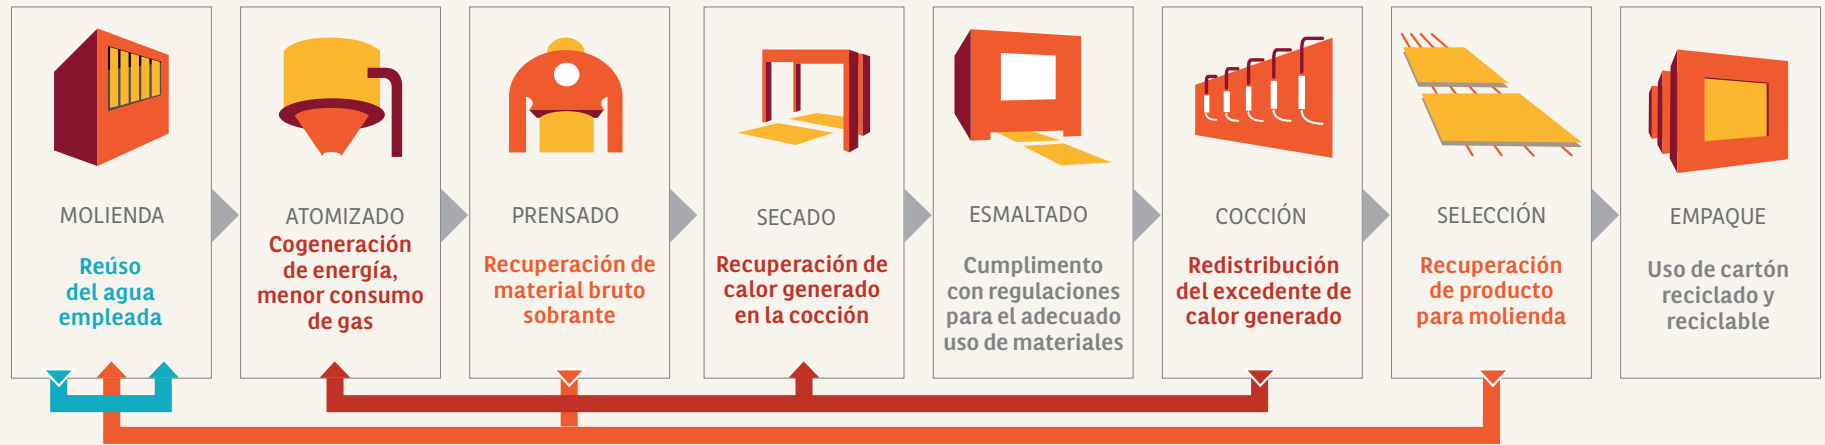 MOLIENDA
Reúso
del agua
empleada
ATOMIZADO
Cogeneración
de energía,
menor consumo
de gas
PRENSADO
Recuperación de
material bruto
sobrante
SECADO
Recuperación de
calor generado
en la cocción
ESMALTADO
Cumplimento
con regulaciones
para el adecuado
uso de materiales
COCCIÓN
Redistribución
del excedente de
calor generado
SELECCIÓN
Recuperación
de producto
para molienda
EMPAQUE
Uso de cartón
reciclado y
reciclable